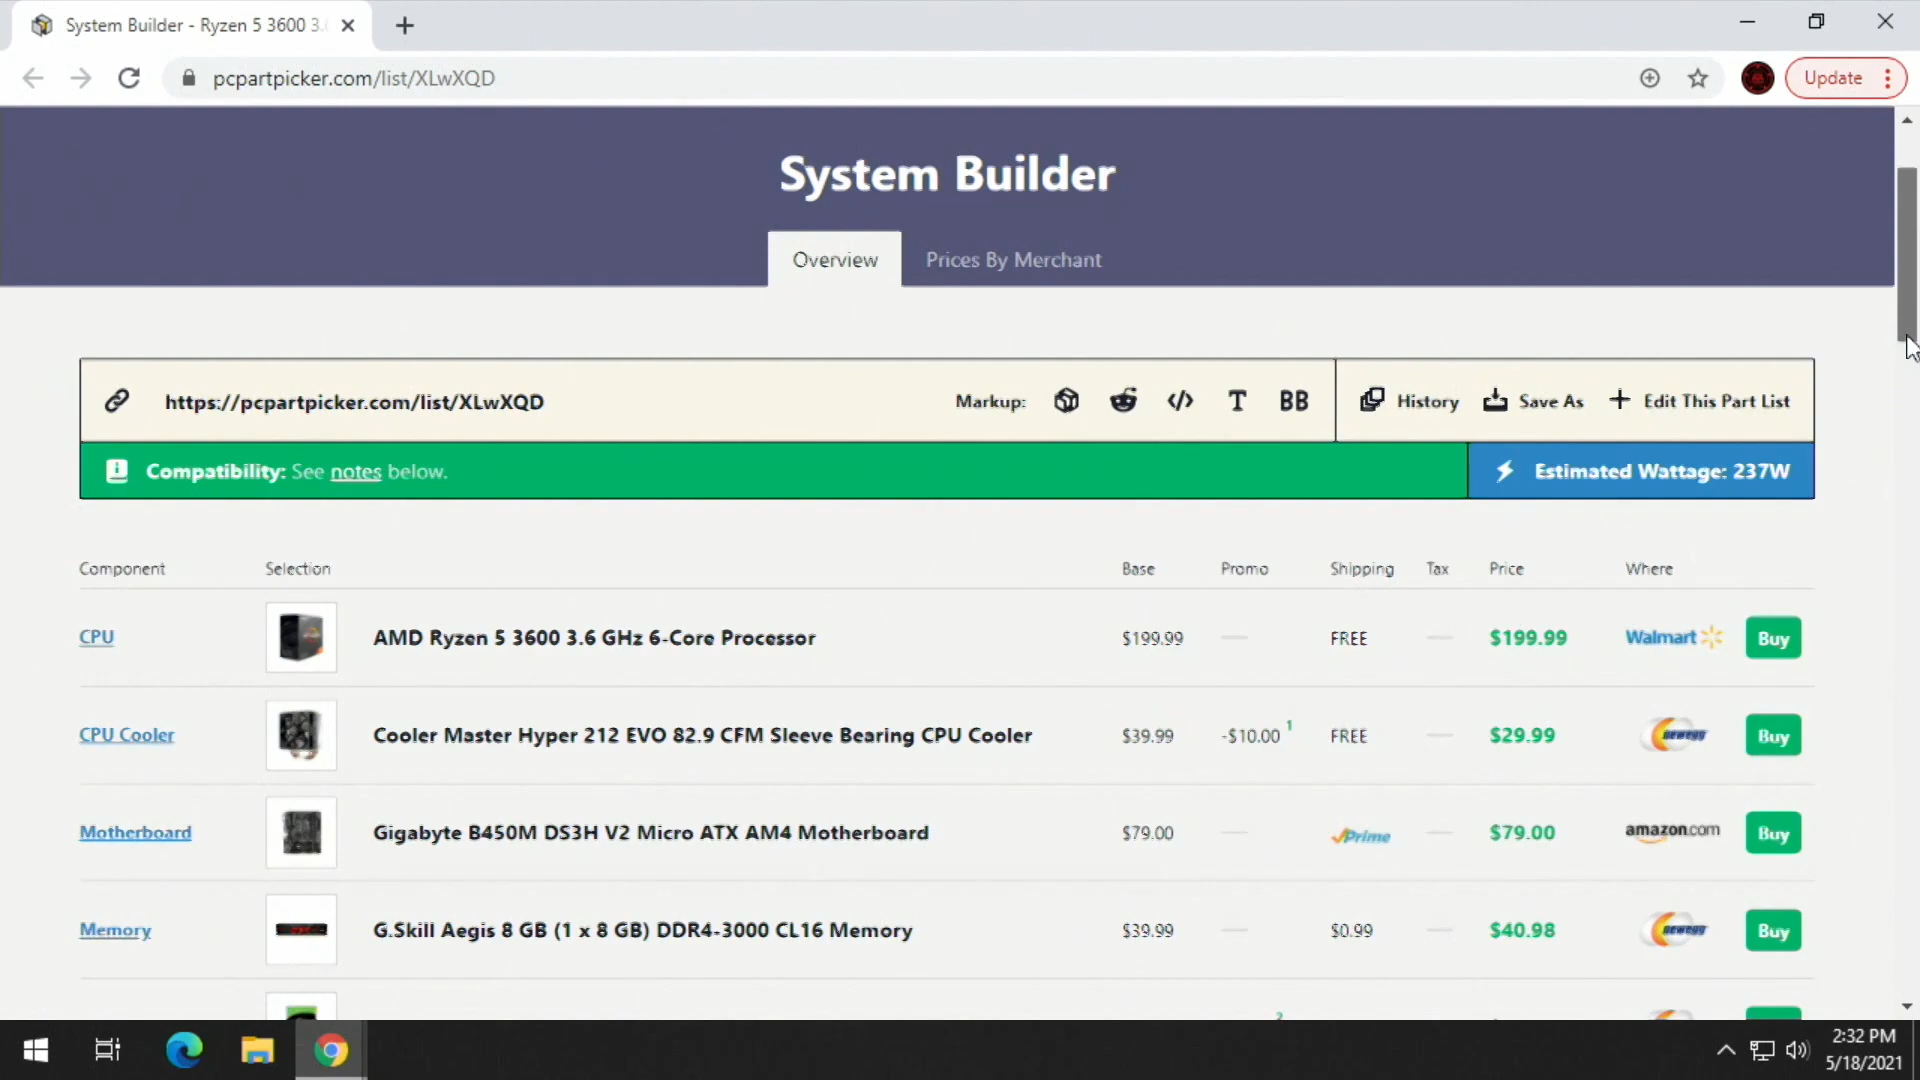 System Builder - Ryzen 5 3600 3.
pcpartpicker.com/list/XLwXQD
Update
System Builder
Overview
Prices By Merchant
https://pcpartpicker.com/list/XLwXQD
Markup:
T
BB
History
Save As
Edit This Part List
Compatibility: See notes below.
Estimated Wattage: 237W
Component Selection Base Promo Shipping Tax Price Where
CPU AMD Ryzen 5 3600 3.6 GHz 6-Core Processor $199.99 — FREE — $199.99 Walmart Buy
CPU Cooler Cooler Master Hyper 212 EVO 82.9 CFM Sleeve Bearing CPU Cooler $39.99 -$10.00 1 FREE — $29.99 newegg Buy
Motherboard Gigabyte B450M DS3H V2 Micro ATX AM4 Motherboard $79.00 — Prime — $79.00 amazon.com Buy
Memory G.Skill Aegis 8 GB (1 x 8 GB) DDR4-3000 CL16 Memory $39.99 — $0.99 — $40.98 newegg Buy
2
2:32 PM
5/18/2021